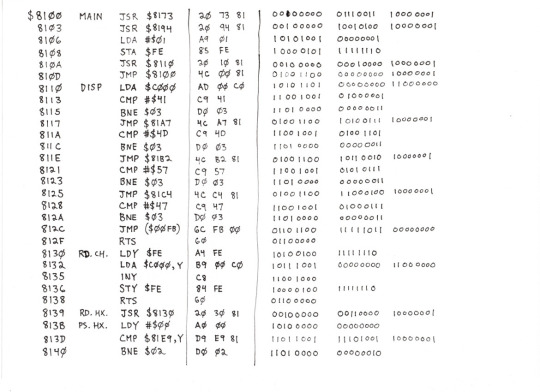 $8100 MAIN JSR $8173 20 73 81 00100000 01110011 10000001
8103 JSR $8194 20 94 81 00100000 10010100 10000001
8106 LDA #$01 A9 01 10101001 00000001
8108 STA $FE 85 FE 10000101 11111110
810A JSR $8110 20 10 81 00100000 00010000 10000001
810D JMP $8100 4C 00 81 01001100 00000000 10000001
8110 DISP LDA $C000 AD 00 C0 10101101 00000000 11000000
8113 CMP #$41 C9 41 11001001 01000001
8115 BNE $03 D0 03 11010000 00000011
8117 JMP $81A7 4C A7 81 01001100 10100111 10000001
811A CMP #$4D C9 4D 11001001 01001101
811C BNE $03 D0 03 11010000 00000011
811E JMP $81B2 4C B2 81 01001100 10110010 10000001
8121 CMP #$57 C9 57 11001001 01010111
8123 BNE $03 D0 03 11010000 00000011
8125 JMP $81C4 4C C4 81 01001100 11000100 10000001
8128 CMP #$47 C9 47 11001001 01000111
812A BNE $03 D0 03 11010000 00000011
812C JMP ($00FB) 6C FB 00 01101100 11111011 00000000
812F RTS 60 01100000
8130 RD. CH. LDY $FE A4 FE 10100100 11111110
8132 LDA $C000,Y B9 00 C0 10111001 00000000 11000000
8135 INY C8 11001000
8136 STY $FE 84 FE 10000100 11111110
8138 RTS 60 01100000
8139 RD. HX. JSR $8130 20 30 81 00100000 00110000 10000001
813B PS. HX. LDY #$00 A0 00 10100000 00000000
813D CMP $81E9,Y D9 E9 81 11011001 11101001 10000001
8140 BNE $02 D0 02 11010000 00000010